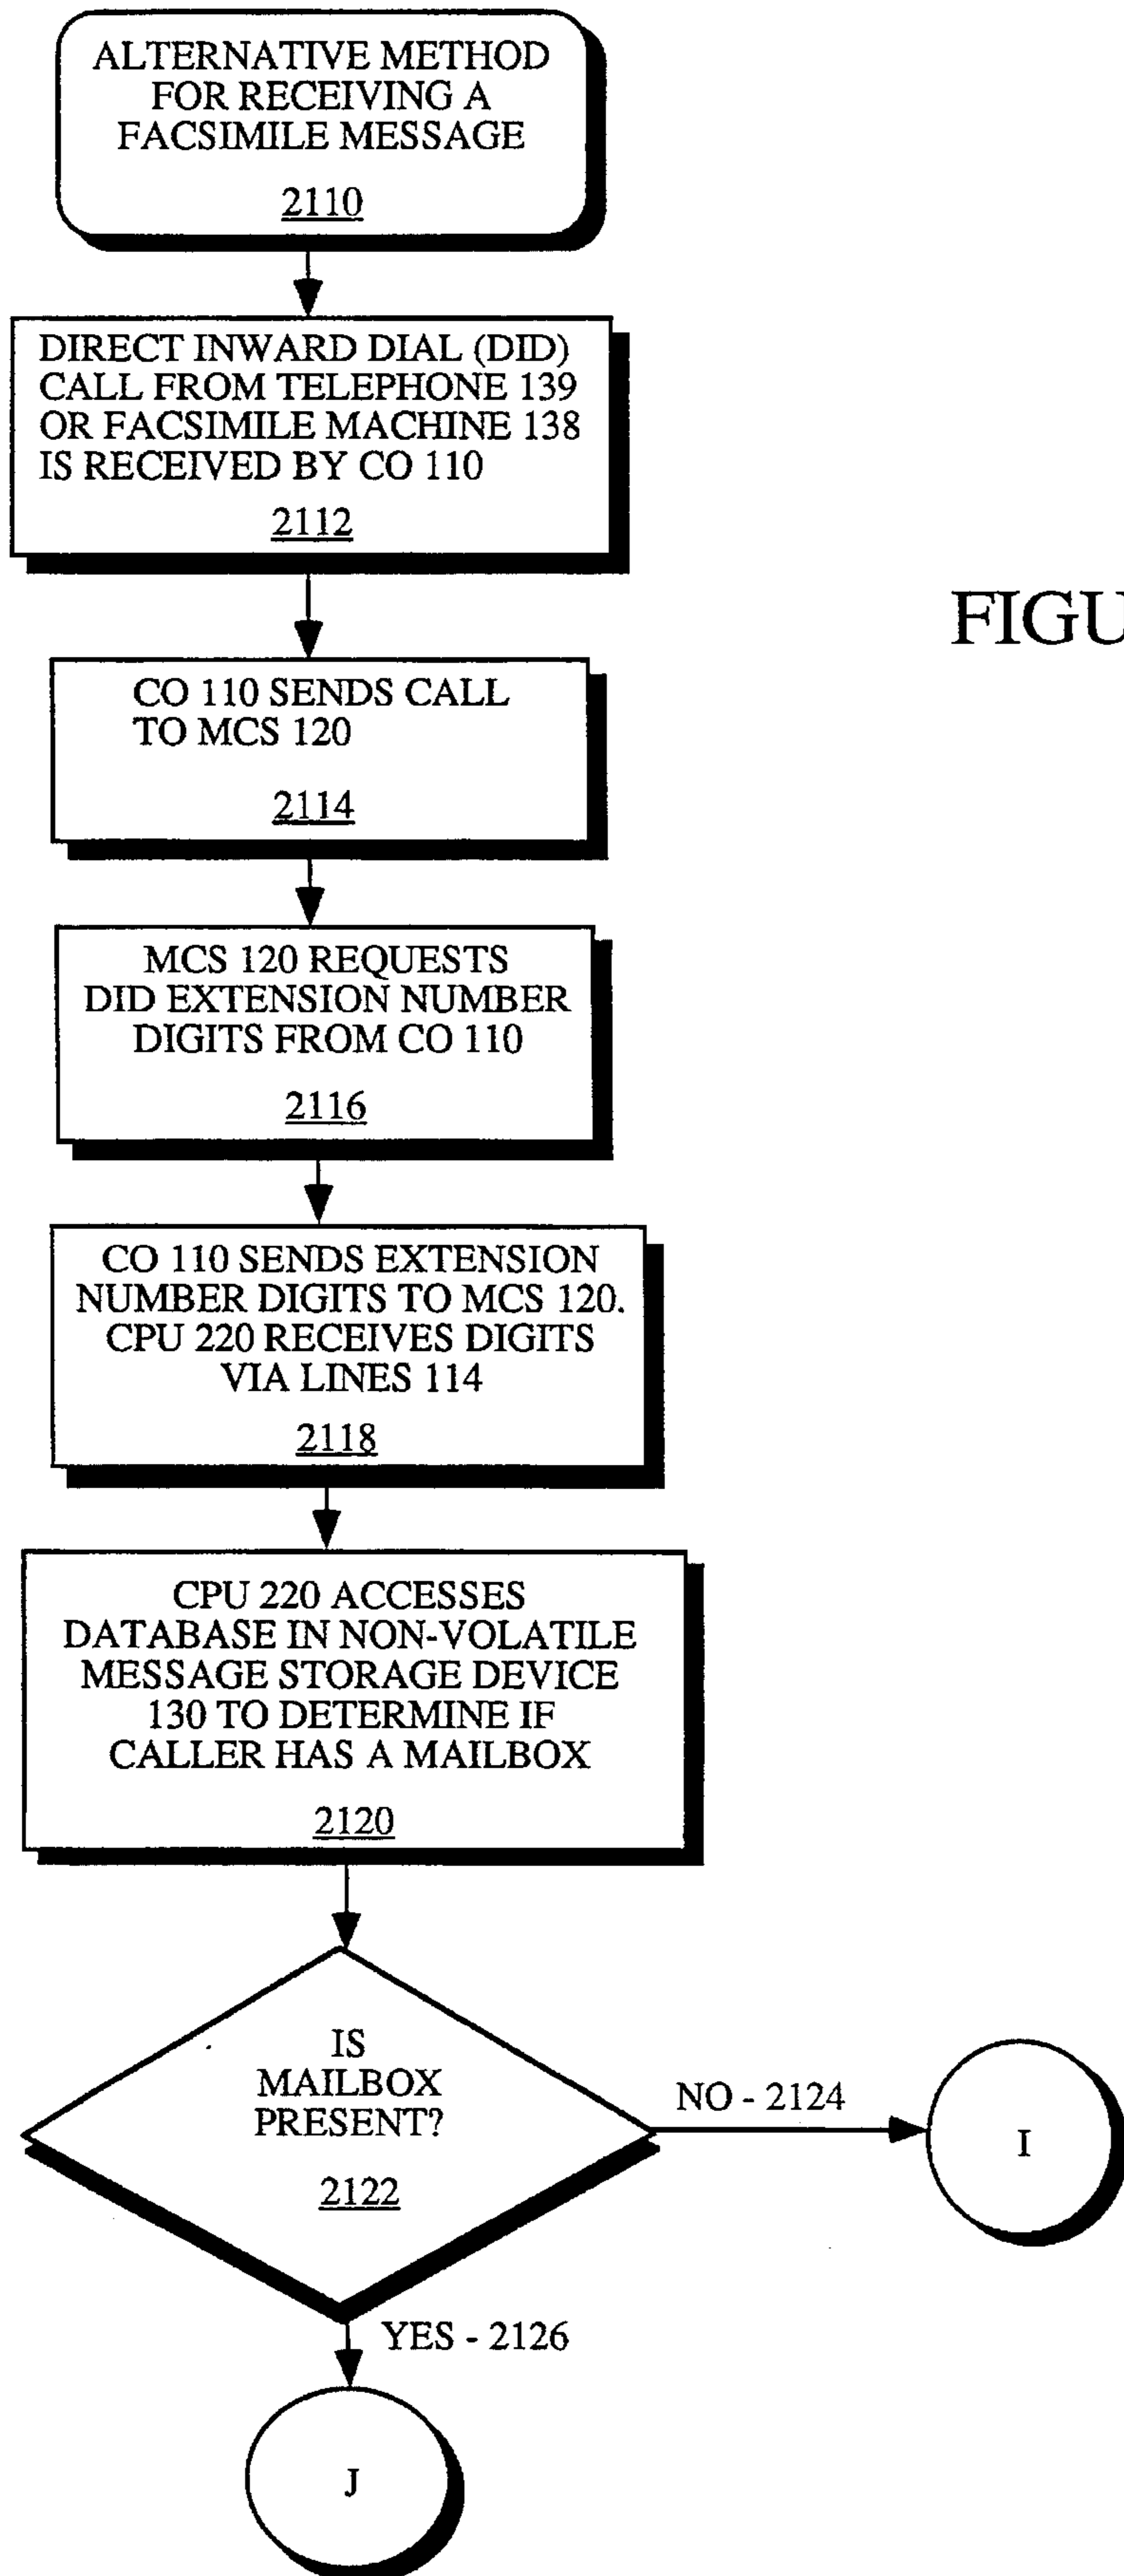 ALTERNATIVE METHOD
FOR RECEIVING A
FACSIMILE MESSAGE
2110
DIRECT INWARD DIAL (DID)
CALL FROM TELEPHONE 139
OR FACSIMILE MACHINE 138
IS RECEIVED BY CO 110
2112
FIGU
CO 110 SENDS CALL
TO MCS 120
2114
MCS 120 REQUESTS
DID EXTENSION NUMBER
DIGITS FROM CO 110
2116
CO 110 SENDS EXTENSION
NUMBER DIGITS TO MCS 120.
CPU 220 RECEIVES DIGITS
VIA LINES 114
2118
CPU 220 ACCESSES
DATABASE IN NON-VOLATILE
MESSAGE STORAGE DEVICE
130 TO DETERMINE IF
CALLER HAS A MAILBOX
2120
IS
MAILBOX
PRESENT?
2122
NO - 2124
I
YES - 2126
J